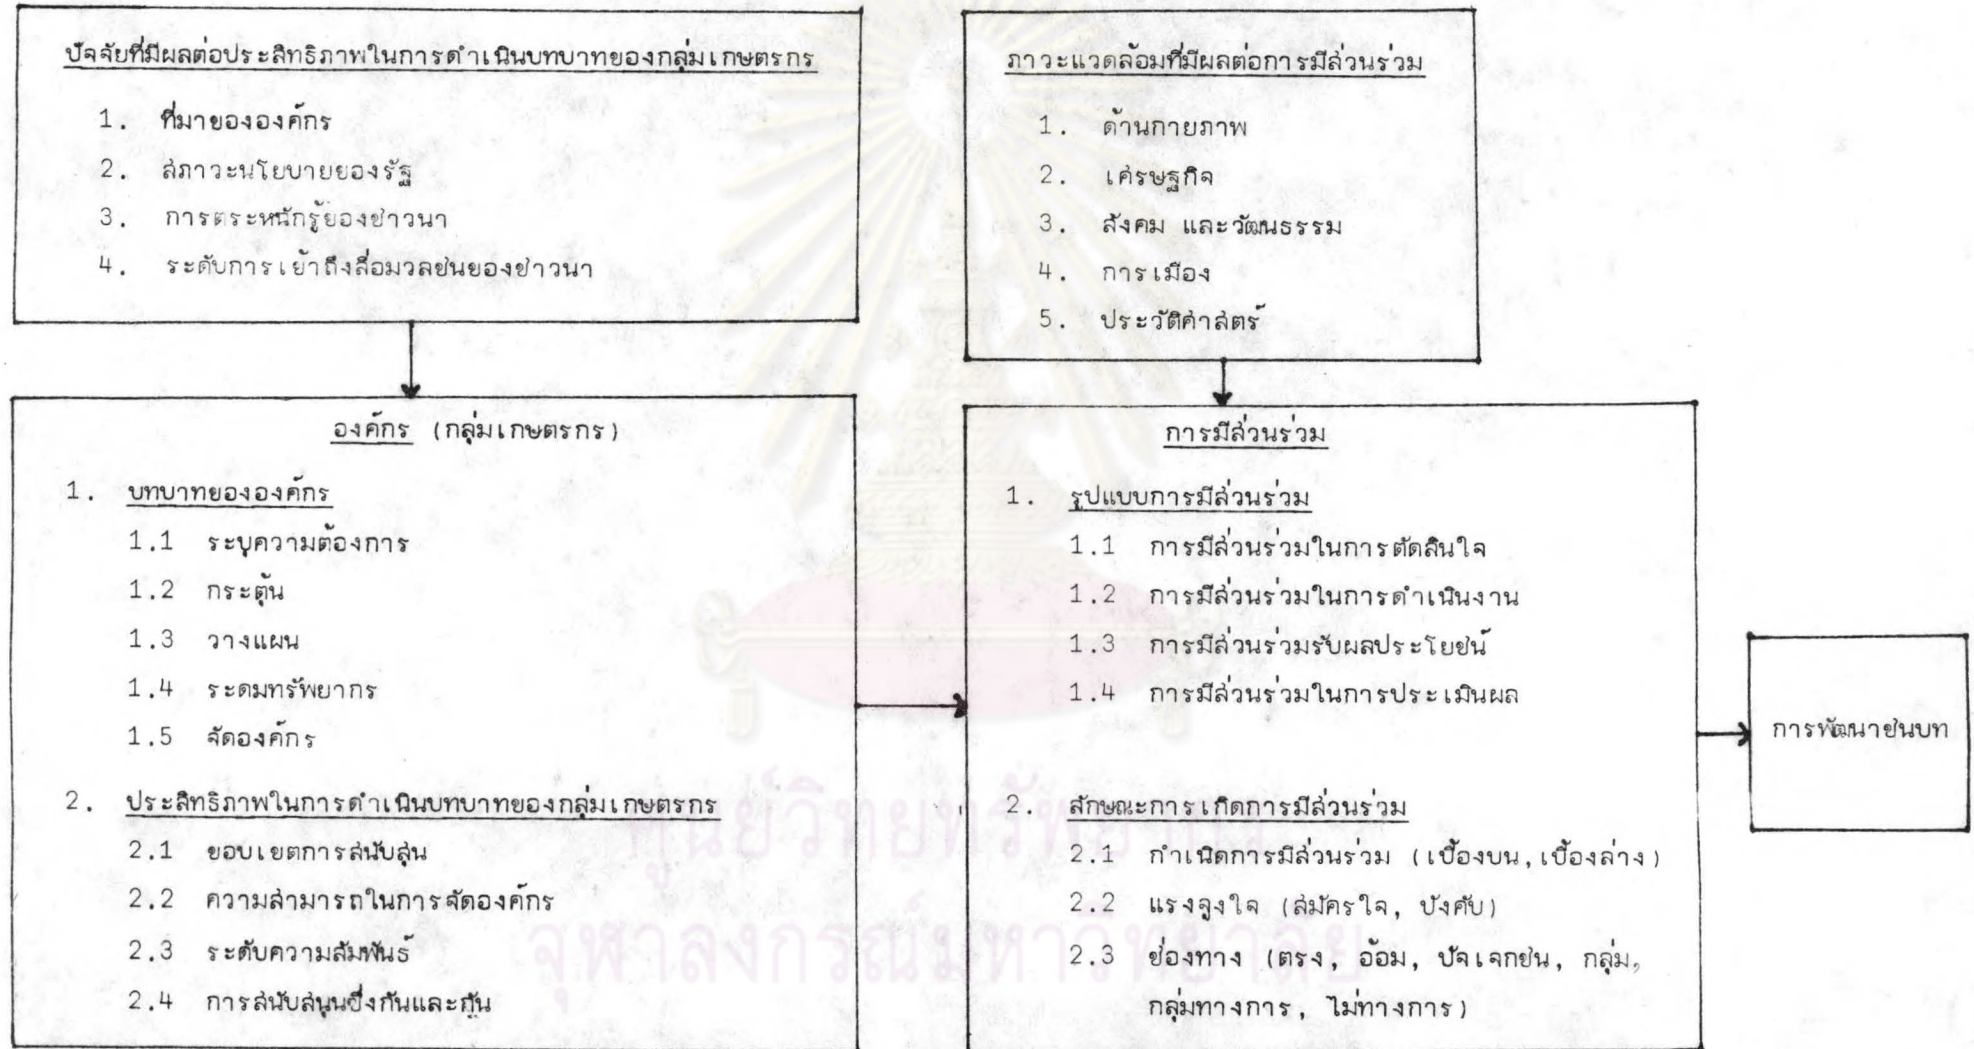 ปัจจัยที่มีผลต่อประสิทธิภาพในการดำเนินบทบาทของกลุ่มเกษตรกร
1. ที่มาขององค์กร
2. สภาวะนโยบายของรัฐ
3. การตระหนักรู้ของชาวนา
4. ระดับการเข้าถึงสื่อมวลชนของชาวนา
ภาวะแวดล้อมที่มีผลต่อการมีส่วนร่วม
1. ด้านกายภาพ
2. เศรษฐกิจ
3. สังคม และวัฒนธรรม
4. การเมือง
5. ประวัติศาสตร์
องค์กร (กลุ่มเกษตรกร)
1. บทบาทขององค์กร
1.1 ระบุความต้องการ
1.2 กระตุ้น
1.3 วางแผน
1.4 ระดมทรัพยากร
1.5 จัดองค์กร
2. ประสิทธิภาพในการดำเนินบทบาทของกลุ่มเกษตรกร
2.1 ขอบเขตการสนับสุน
2.2 ความสามารถในการจัดองค์กร
2.3 ระดับความสัมพันธ์
2.4 การสนับสนุนซึ่งกันและกัน
การมีส่วนร่วม
1. รูปแบบการมีส่วนร่วม
1.1 การมีส่วนร่วมในการตัดสินใจ
1.2 การมีส่วนร่วมในการดำเนินงาน
1.3 การมีส่วนร่วมรับผลประโยชน์
1.4 การมีส่วนร่วมในการประเมินผล
2. ลักษณะการเกิดการมีส่วนร่วม
2.1 กำเนิดการมีส่วนร่วม (เบื้องบน,เบื้องล่าง)
2.2 แรงจูงใจ (สมัครใจ, บังคับ)
2.3 ช่องทาง (ตรง, อ้อม, ปัจเจกชน, กลุ่ม,
กลุ่มทางการ, ไม่ทางการ)
การพัฒนาชนบท
ศูนย์วิทยทรัพยากร
จุฬาลงกรณ์มหาวิทยาลัย